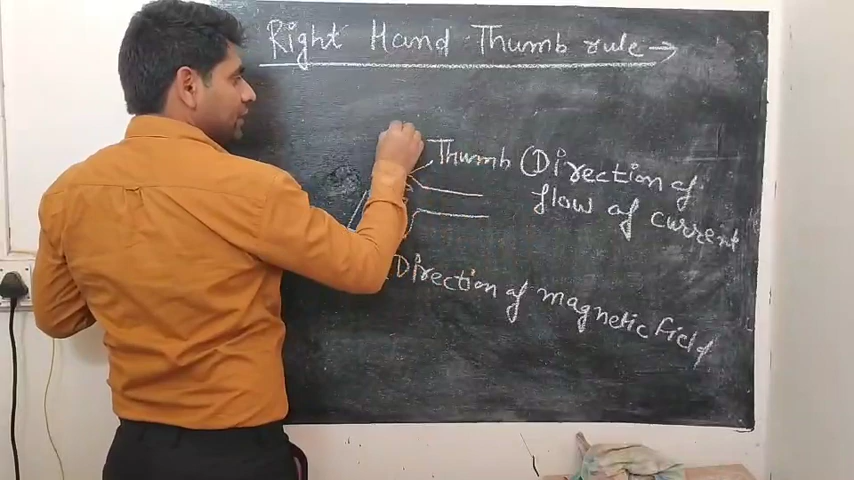 Right Hand Thumb rule →
Thumb (Direction of
flow of current
Direction of magnetic field